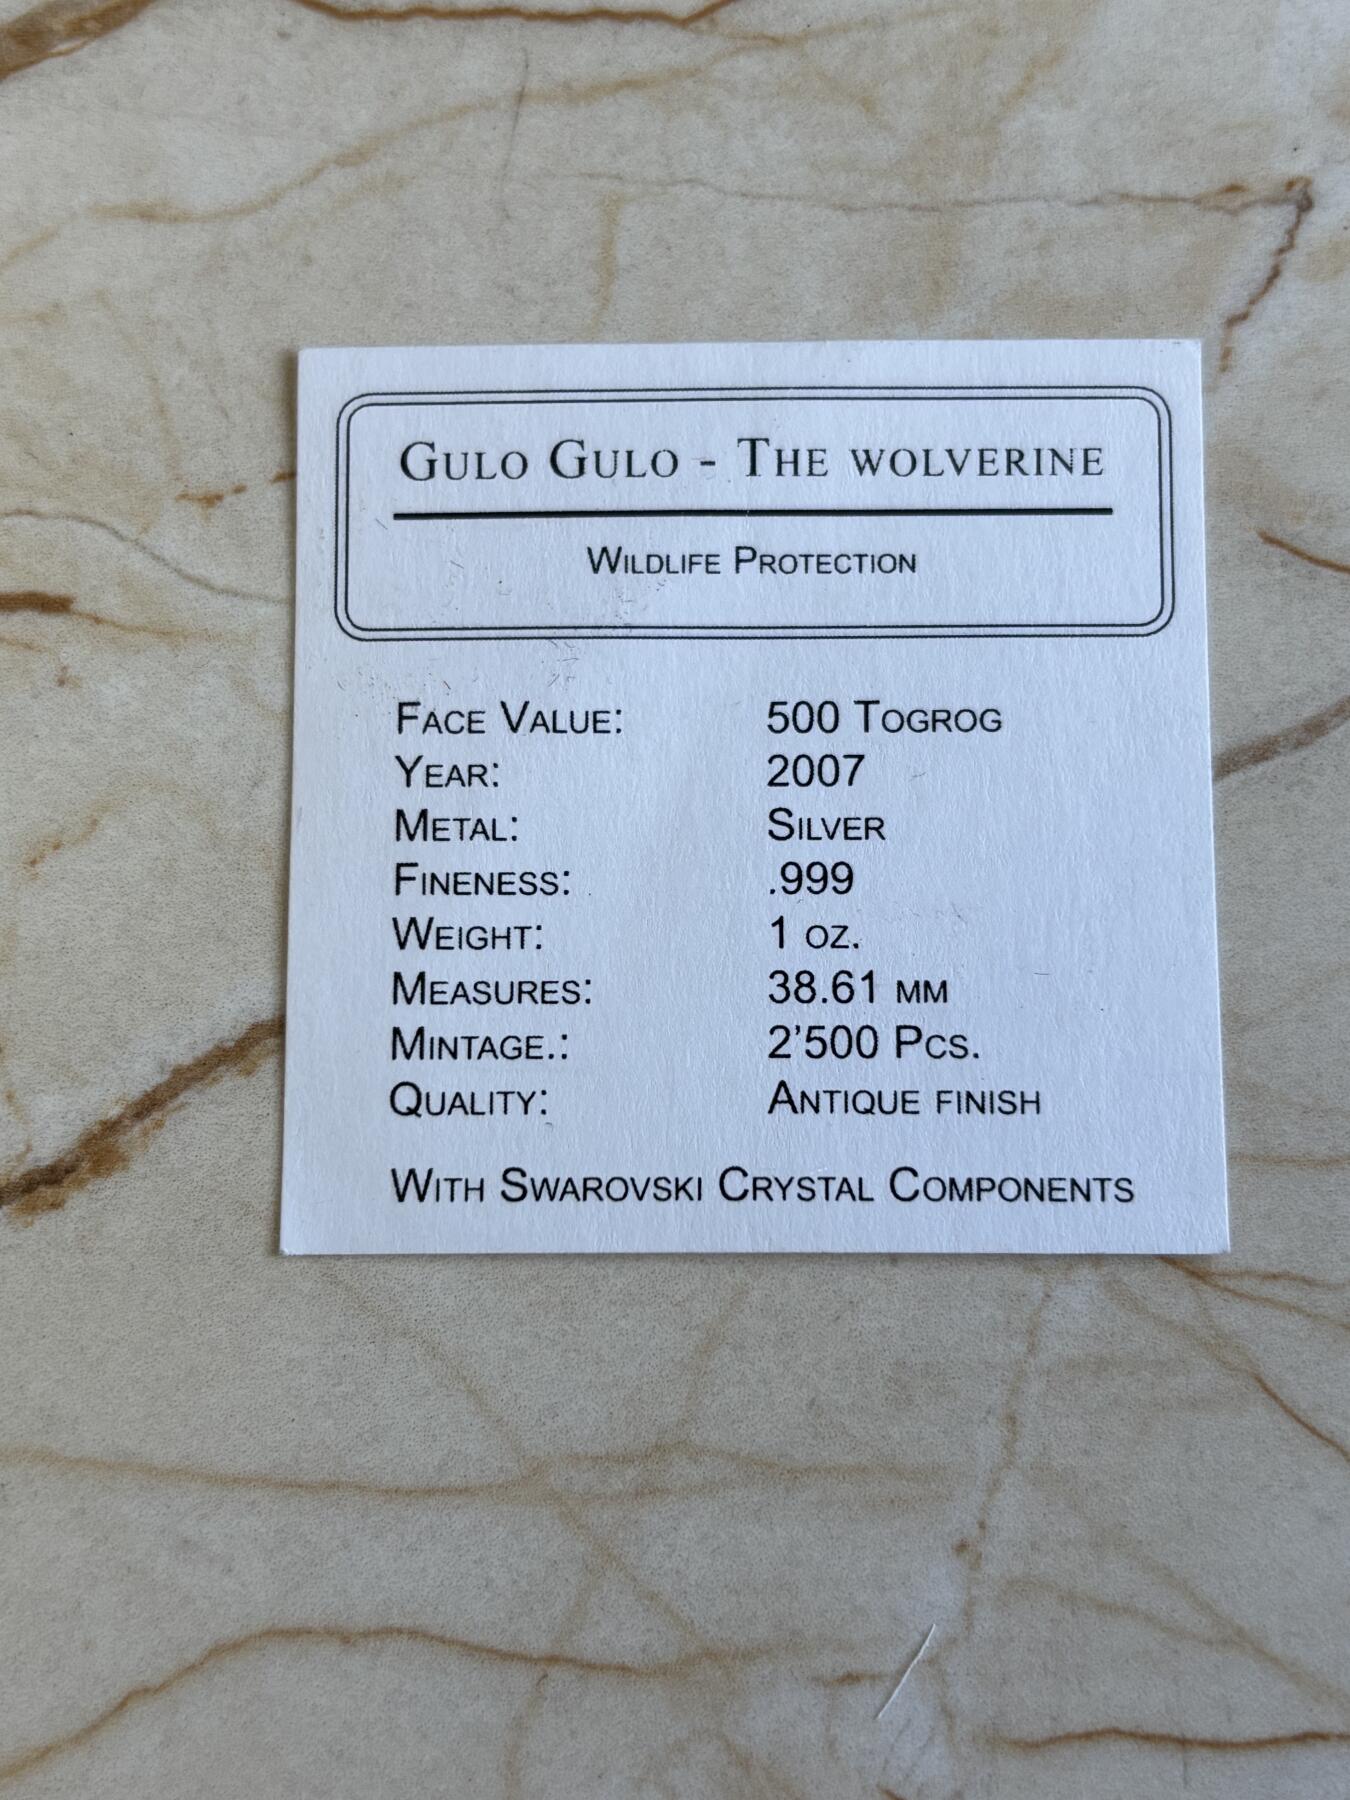 Gulo Gulo - The wolverine
Wildlife Protection
Face Value: 500 Togrog
Year: 2007
Metal: Silver
Fineness: .999
Weight: 1 oz.
Measures: 38.61 mm
Mintage.: 2’500 Pcs.
Quality: Antique finish
With Swarovski Crystal Components